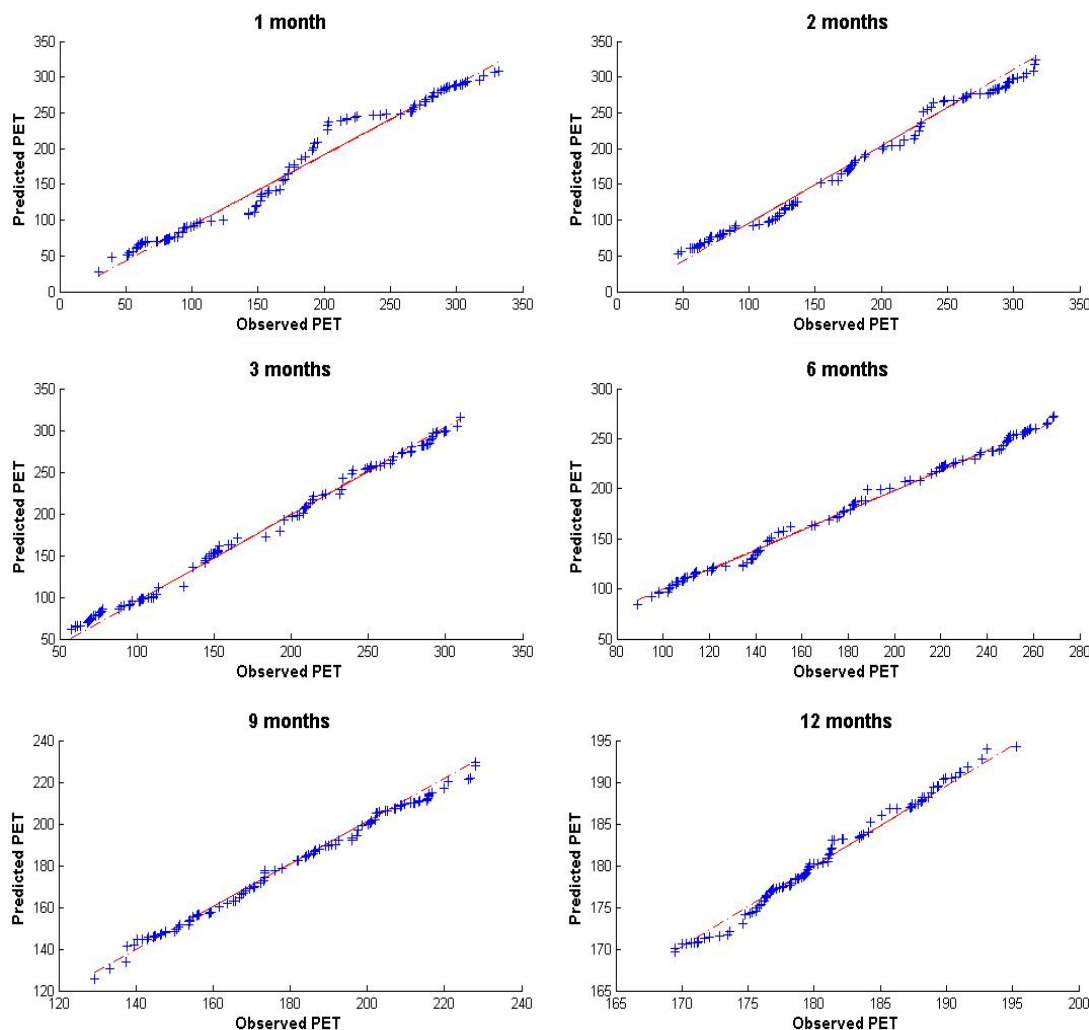 1 month
350
300
250
200
150
100
50
0
Predicted PET
0 50 100 150 200 250 300 350
Observed PET
2 months
350
300
250
200
150
100
50
0
Predicted PET
0 50 100 150 200 250 300 350
Observed PET
3 months
350
300
250
200
150
100
50
Predicted PET
50 100 150 200 250 300 350
Observed PET
6 months
300
250
200
150
100
50
Predicted PET
80 100 120 140 160 180 200 220 240 260 280
Observed PET
9 months
240
220
200
180
160
140
120
Predicted PET
120 140 160 180 200 220 240
Observed PET
12 months
195
190
185
180
175
170
165
Predicted PET
165 170 175 180 185 190 195 200
Observed PET